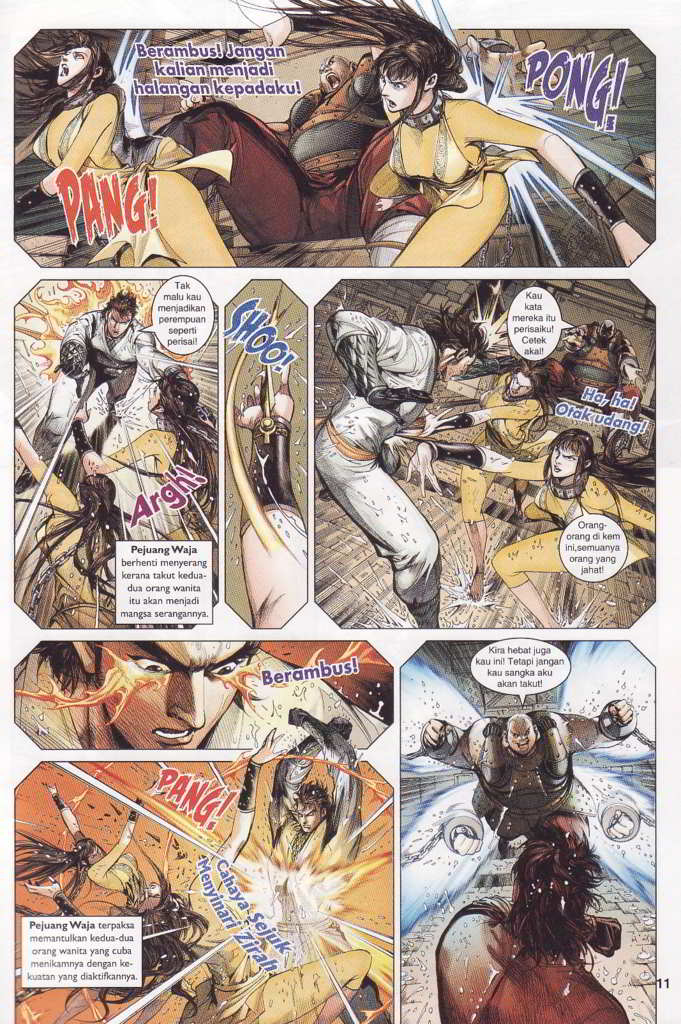 Berambus! Jangan
kalian menjadi
halangan kepadaku!
PONG!
PANG!
Tak
malu kau
menjadikan
perempuan
seperti
perisai!
Argh!
Pejuang Waja
berhenti menyerang
kerana takut kedua-
dua orang wanita
itu akan menjadi
mangsa serangannya.
SHOO!
Kau
kata
mereka itu
perisaiku!
Cetek
akal!
Ha, ha!
Otak udang!
Orang-
orang di kem
ini,semuanya
orang yang
jahat!
Berambus!
PANG!
Cahaya Sejuk
Menyinari Zirah
Pejuang Waja terpaksa
memantulkan kedua-dua
orang wanita yang cuba
menikamnya dengan ke-
kuatan yang diaktifkannya.
Kira hebat juga
kau ini! Tetapi jangan
kau sangka aku
akan takut!
11